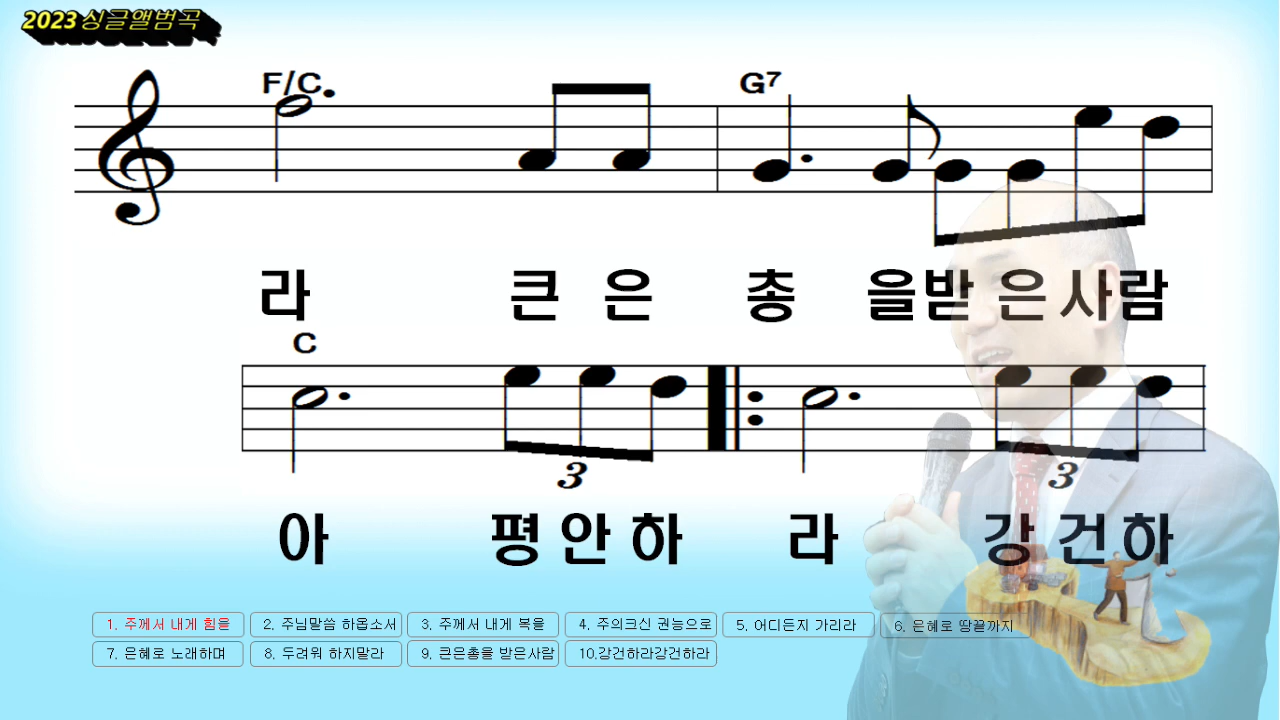 2023 싱글앨범곡
F/C G7
라 큰 은 총 을받 은 사람
C
3 3
아 평 안 하 라 강 건 하
1. 주께서 내게 힘을 2. 주님말씀 하옵소서 3. 주께서 내게 복을 4. 주의크신 권능으로 5. 어디든지 가리라 6. 은혜로 땅끝까지
7. 은혜로 노래하며 8. 두려워 하지말라 9. 큰은총을 받은사람 10.강건하라강건하라